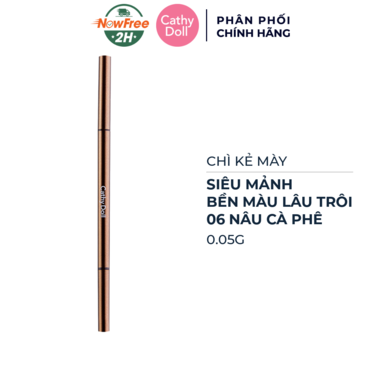 NowFree
2H
Cathy
Doll
PHÂN PHỐI
CHÍNH HÃNG
Cathy Doll
CHÌ KẺ MÀY
SIÊU MẢNH
BỀN MÀU LÂU TRÔI
06 NÂU CÀ PHÊ
0.05G